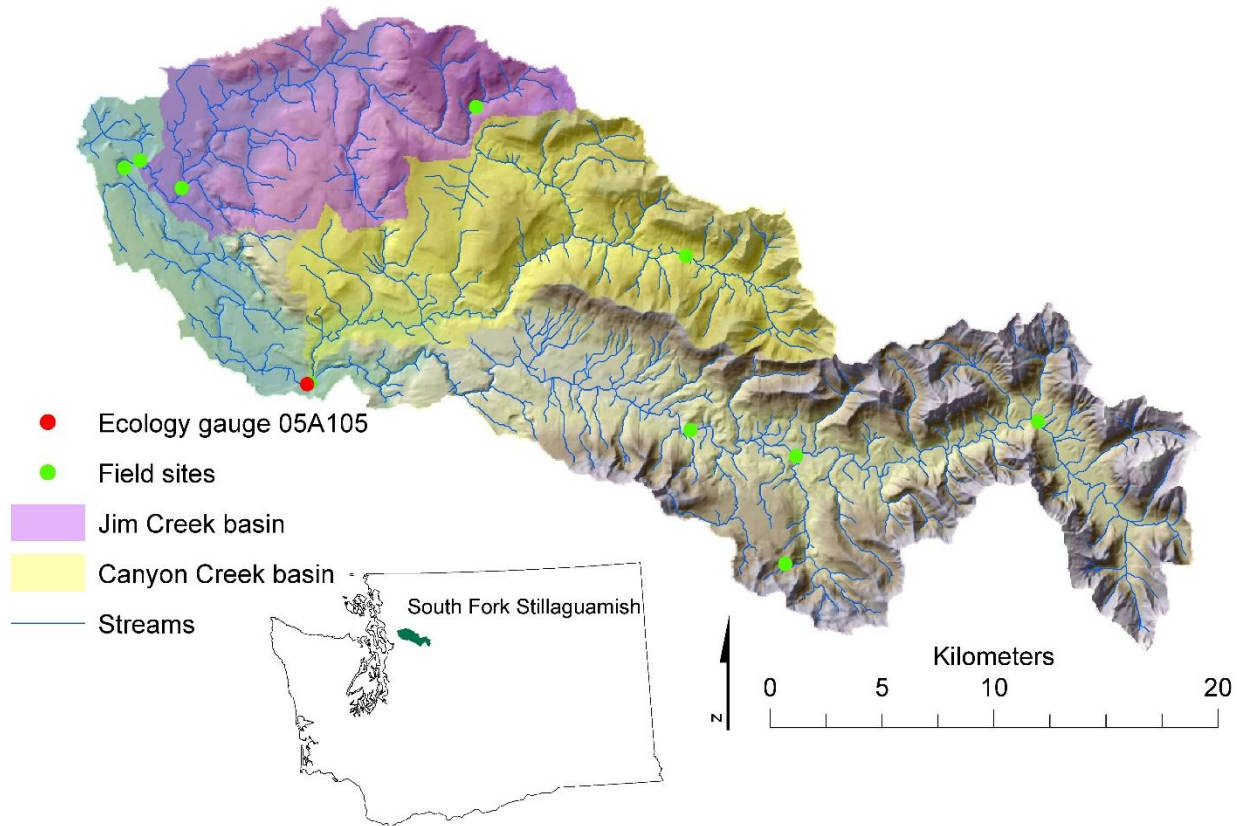 Ecology gauge 05A105
Field sites
Jim Creek basin
Canyon Creek basin
Streams
South Fork Stillaguamish
N
Kilometers
0 5 10 20